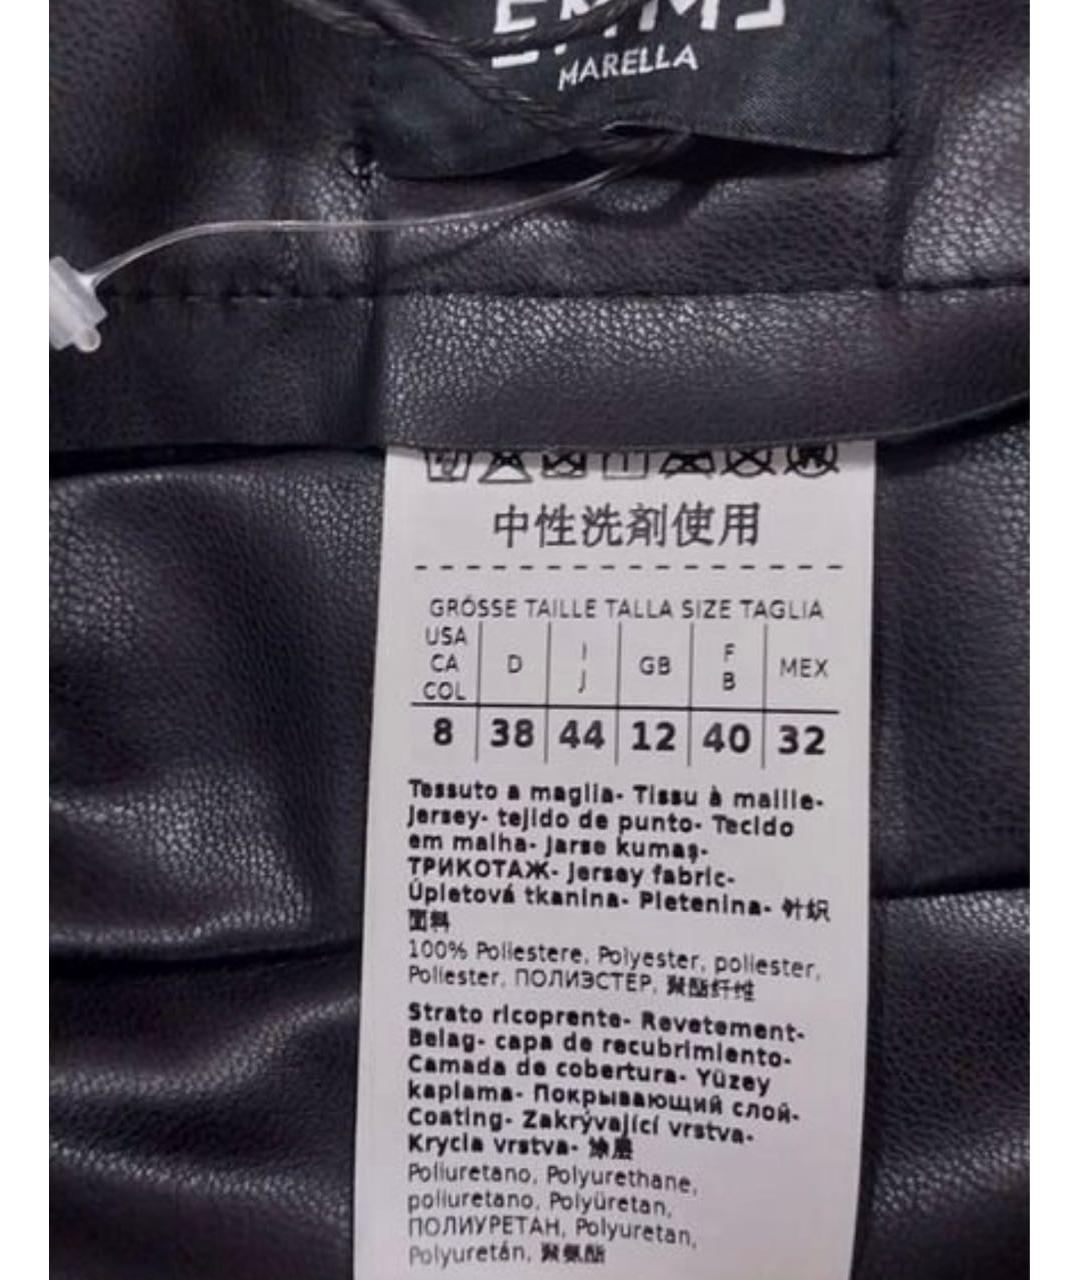 EMME
MARELLA
中性洗剤使用
GRÖSSE TAILLE TALLA SIZE TAGLIA
USA CA COL D I J GB F B MEX
8 38 44 12 40 32
Tessuto a maglia- Tissu à maille-
Jersey- tejido de punto- Tecido
em malha- Jarse kumaş-
ТРИКОТАЖ- Jersey fabric-
Úpletová tkanina- Pletenina- 针织
面料
100% Poliestere, Polyester, poliester,
Poliester, ПОЛИЭСТЕР, 聚酯纤维
Strato ricoprente- Revetement-
Belag- capa de recubrimiento-
Camada de cobertura- Yüzey
kaplama- Покрывающий слой-
Coating- Zakrývající vrstva-
Krycia vrstva- 涂层
Poliuretano, Polyurethane,
poliuretano, Polyüretan,
ПОЛИУРЕТАН, Polyuretan,
Polyuretán, 聚氨酯